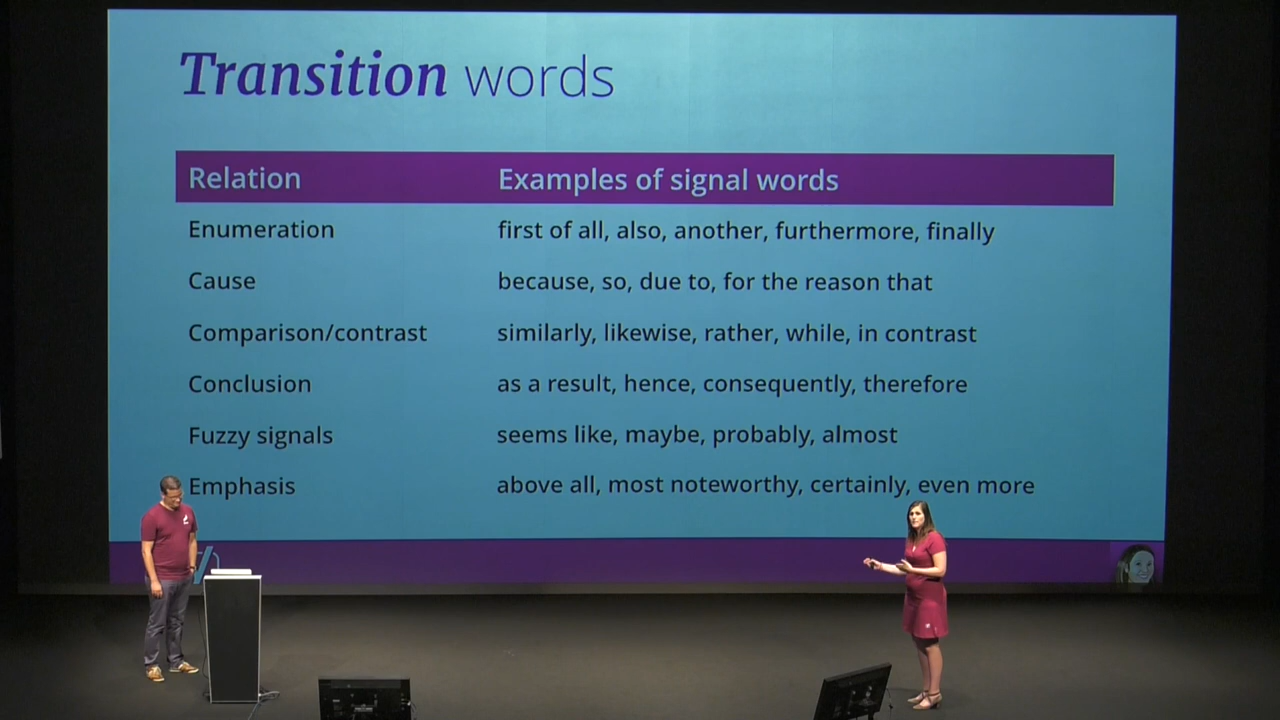 Transition words
Relation Examples of signal words
Enumeration first of all, also, another, furthermore, finally
Cause because, so, due to, for the reason that
Comparison/contrast similarly, likewise, rather, while, in contrast
Conclusion as a result, hence, consequently, therefore
Fuzzy signals seems like, maybe, probably, almost
Emphasis above all, most noteworthy, certainly, even more